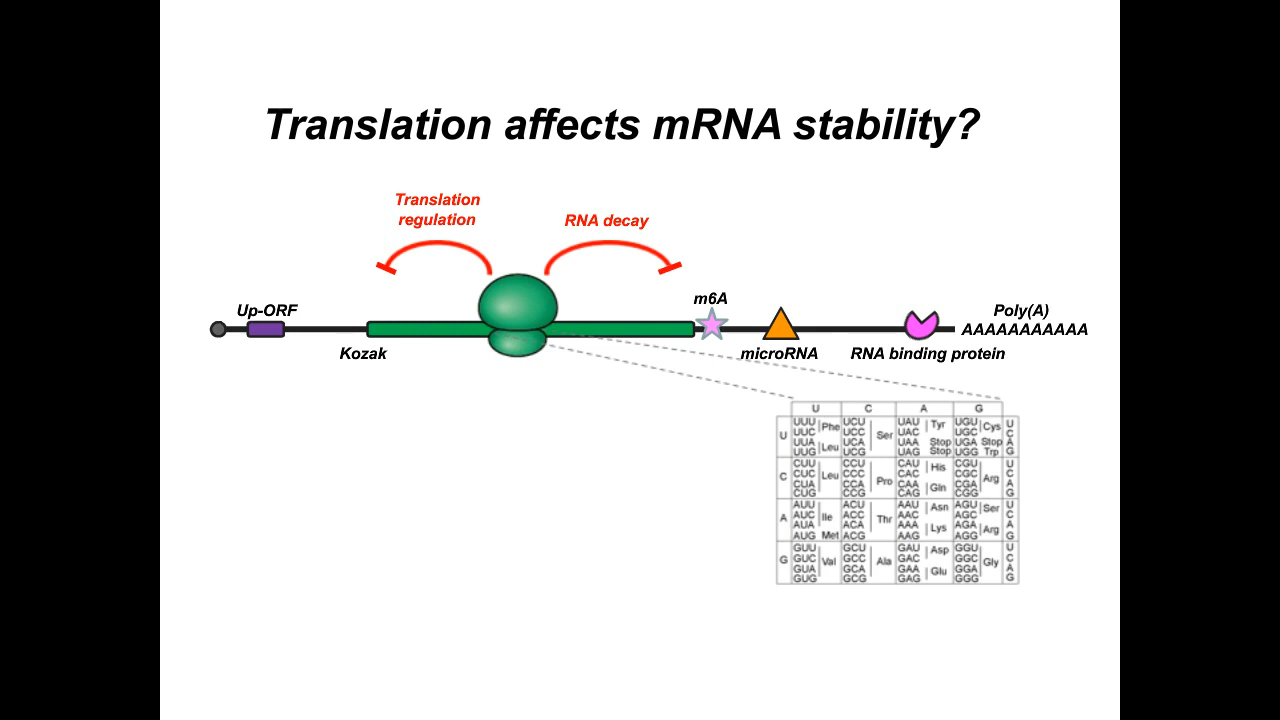 Translation affects mRNA stability?
Translation
regulation
RNA decay
Up-ORF
m6A
Poly(A)
AAAAAAAAAAA
Kozak
microRNA
RNA binding protein
U C A G
UUU Phe UCU Ser UAU Tyr UGU Cys U
UUC UCC UAC UGC C
U UUA Leu UCA UAA Stop UGA Stop A
UUG UCG UAG Stop UGG Trp G
CUU Leu CCU Pro CAU His CGU Arg U
CUC CCC CAC CGC C
C CUA CCA CAA Gln CGA A
CUG CCG CAG CGG G
AUU Ile ACU Thr AAU Asn AGU Ser U
AUC ACC AAC AGC C
A AUA ACA AAA Lys AGA Arg A
AUG Met ACG AAG AGG G
GUU Val GCU Ala GAU Asp GGU Gly U
GUC GCC GAC GGC C
G GUA GCA GAA Glu GGA A
GUG GCG GAG GGG G